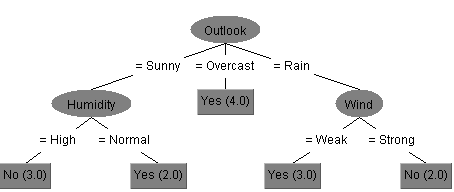 Outlook
= Sunny = Overcast = Rain
Humidity Yes (4.0) Wind
= High = Normal = Weak = Strong
No (3.0) Yes (2.0) Yes (3.0) No (2.0)